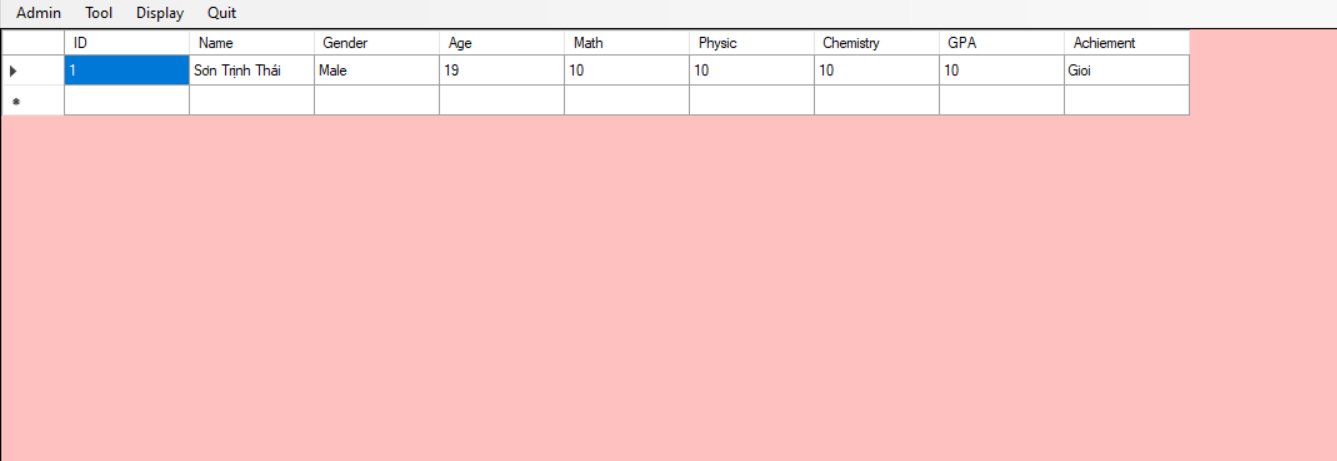 Admin Tool Display Quit
ID Name Gender Age Math Physic Chemistry GPA Achiement
1 Sơn Trịnh Thái Male 19 10 10 10 10 Gioi